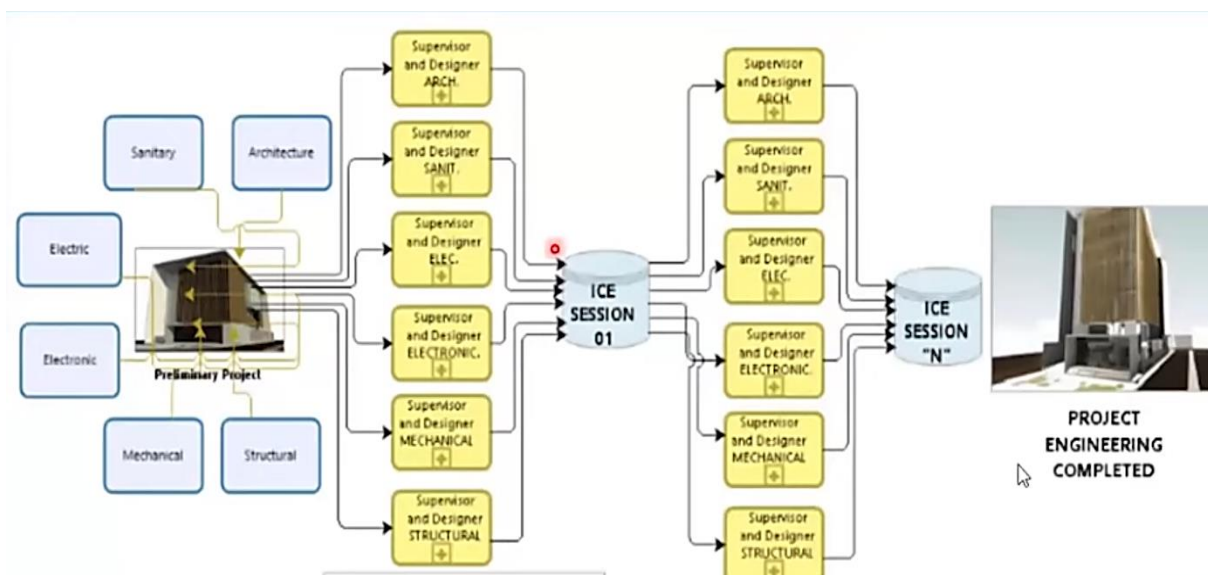 Sanitary
Architecture
Electric
Electronic
Mechanical
Structural
Preliminary Project
Supervisor
and Designer
ARCH.
Supervisor
and Designer
SANIT.
Supervisor
and Designer
ELEC.
Supervisor
and Designer
ELECTRONIC.
Supervisor
and Designer
MECHANICAL
Supervisor
and Designer
STRUCTURAL
ICE
SESSION
01
Supervisor
and Designer
ARCH.
Supervisor
and Designer
SANIT.
Supervisor
and Designer
ELEC.
Supervisor
and Designer
ELECTRONIC.
Supervisor
and Designer
MECHANICAL
Supervisor
and Designer
STRUCTURAL
ICE
SESSION
"N"
PROJECT
ENGINEERING
COMPLETED